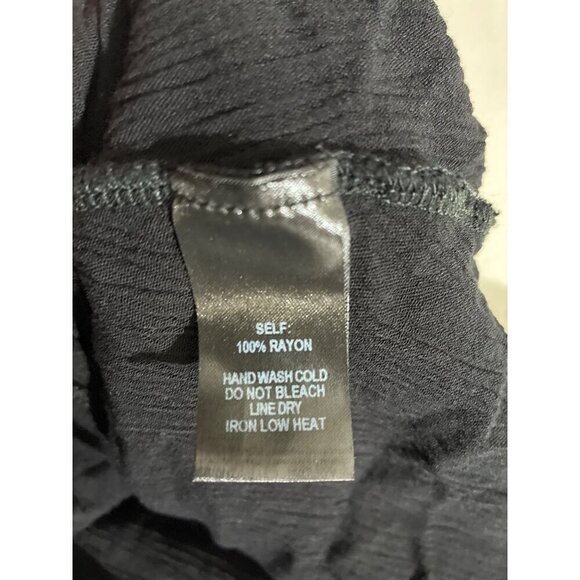 SELF:
100% RAYON
HAND WASH COLD
DO NOT BLEACH
LINE DRY
IRON LOW HEAT